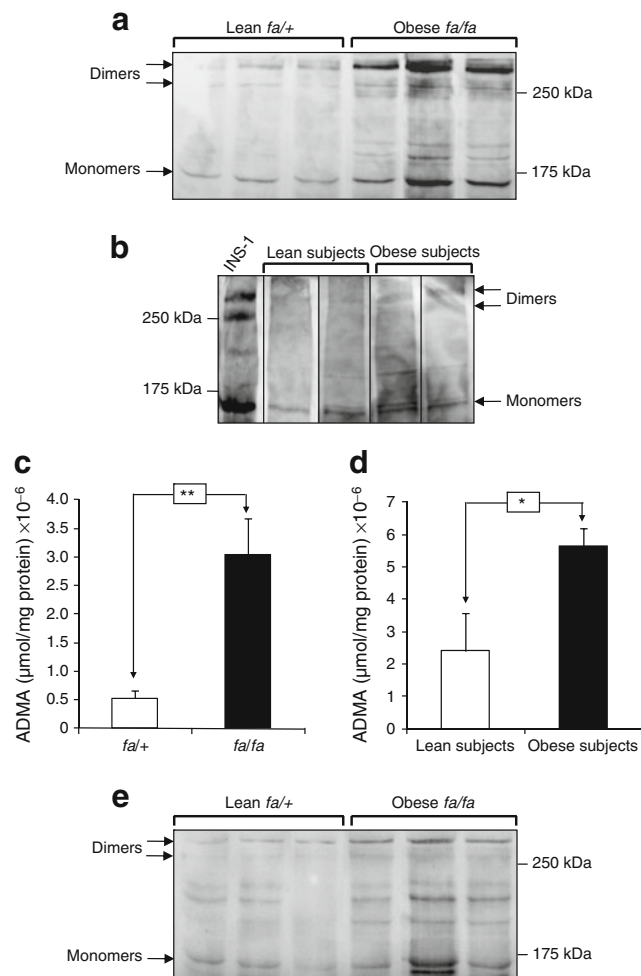 a
Lean fa/+ Obese fa/fa
Dimers
250 kDa
Monomers
175 kDa
b
INS-1
Lean subjects Obese subjects
Dimers
250 kDa
175 kDa
Monomers
c
ADMA (µmol/mg protein) ×10⁻⁶
4.0
3.5
3.0
2.5
2.0
1.5
1.0
0.5
0
**
fa/+ fa/fa
d
ADMA (µmol/mg protein) ×10⁻⁶
7
6
5
4
3
2
1
0
*
Lean subjects Obese subjects
e
Lean fa/+ Obese fa/fa
Dimers
250 kDa
Monomers
175 kDa